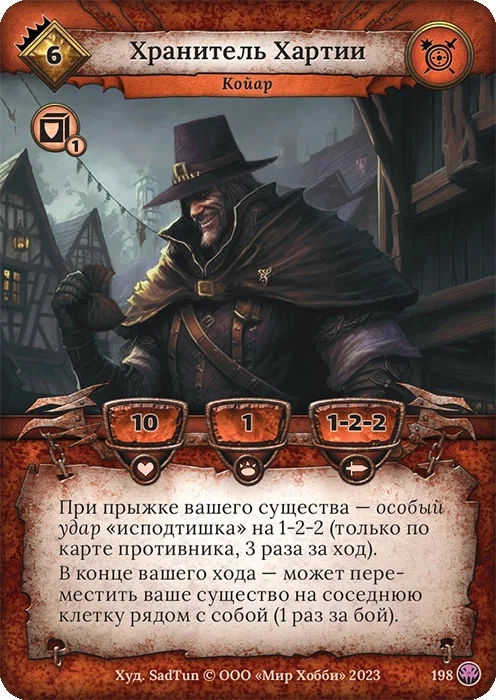 6
Хранитель Хартии
Койар
1
10
1
1-2-2
При прыжке вашего существа — особый
удар «исподтишка» на 1-2-2 (только по
карте противника, 3 раза за ход).
В конце вашего хода — может пере-
местить ваше существо на соседнюю
клетку рядом с собой (1 раз за бой).
Худ. SadTun © ООО «Мир Хобби» 2023
198